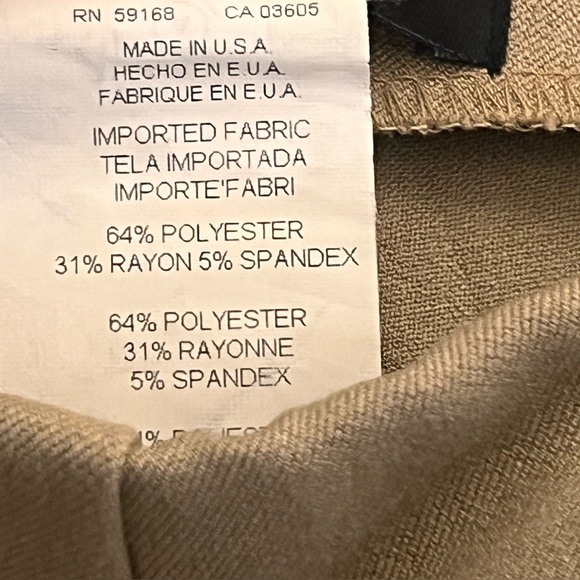 RN 59168 CA 03605
MADE IN U.S.A.
HECHO EN E.U.A.
FABRIQUE EN E.U.A.
IMPORTED FABRIC
TELA IMPORTADA
IMPORTE'FABRI
64% POLYESTER
31% RAYON 5% SPANDEX
64% POLYESTER
31% RAYONNE
5% SPANDEX